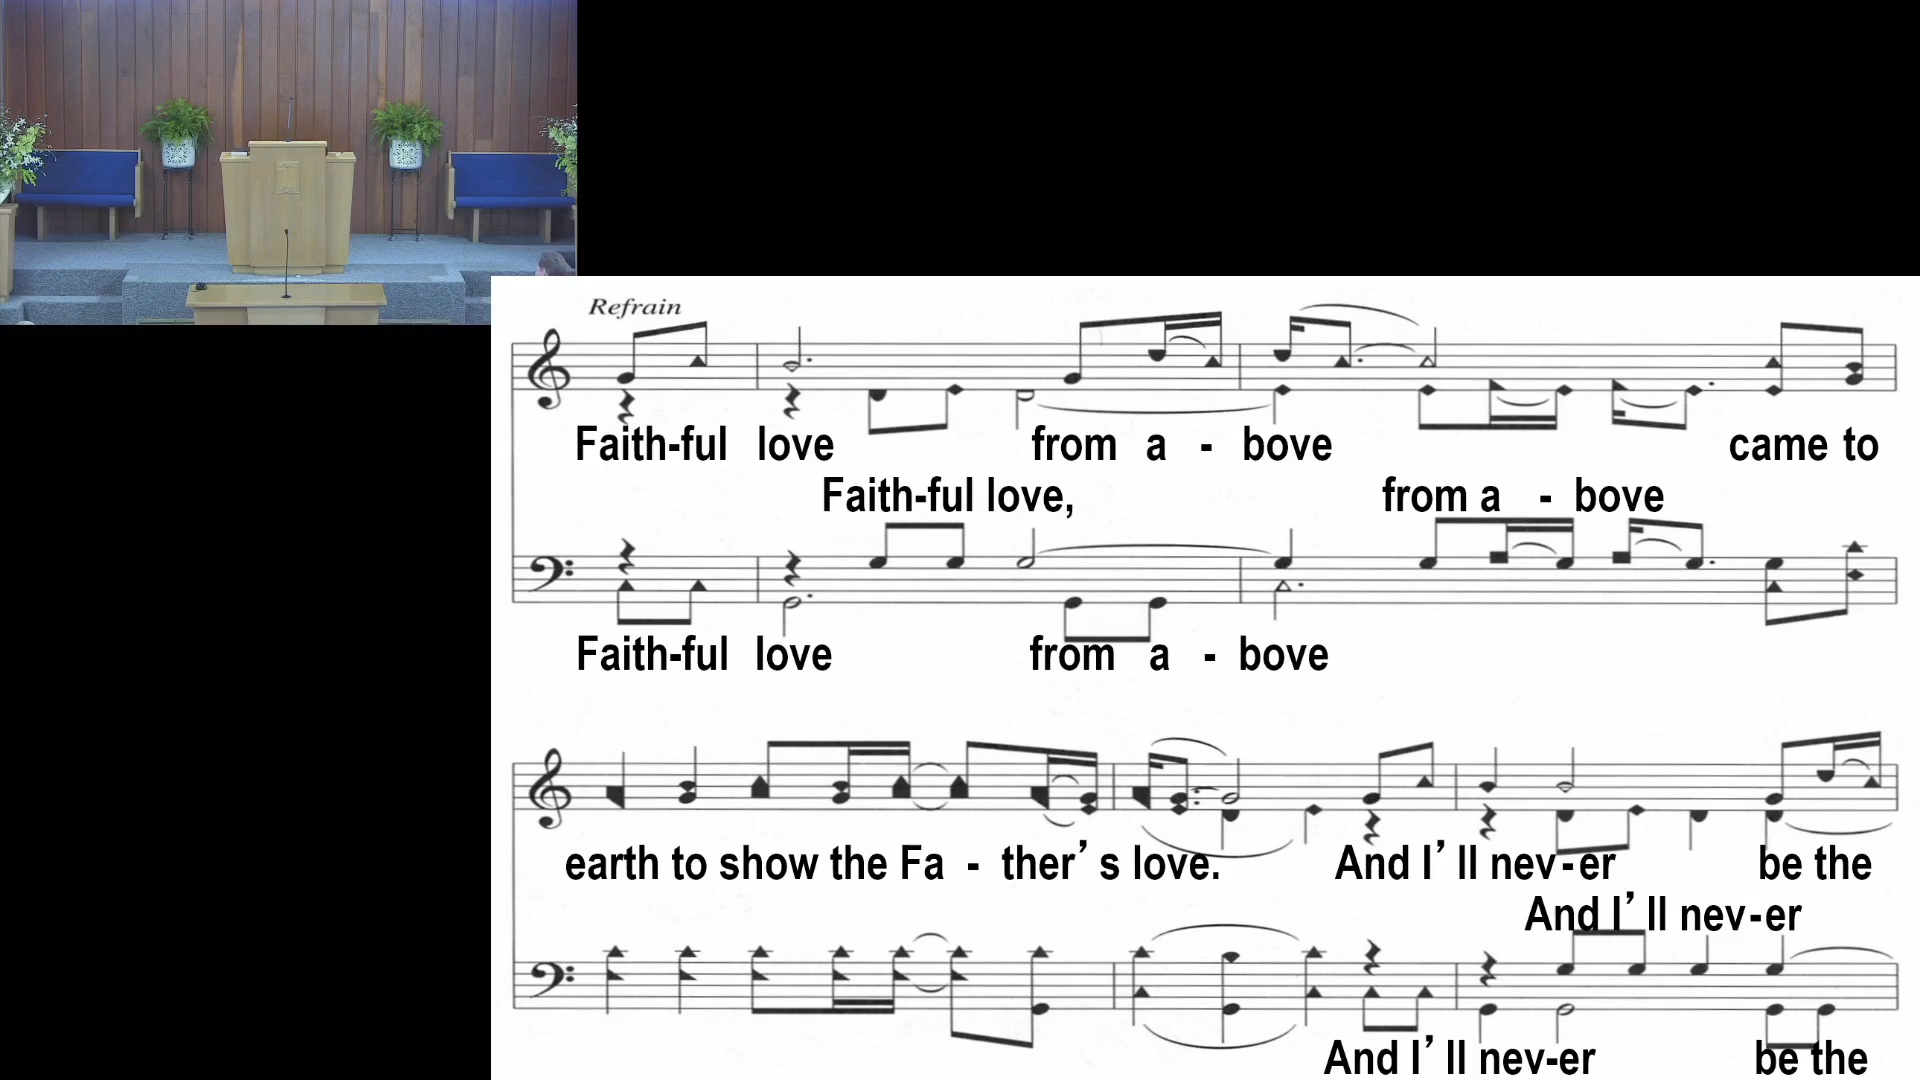 Refrain
Faith-ful love from a - bove came to
Faith-ful love, from a - bove
Faith-ful love from a - bove
earth to show the Fa - ther’s love. And I’ll nev-er be the
And I’ll nev-er
And I’ll nev-er be the